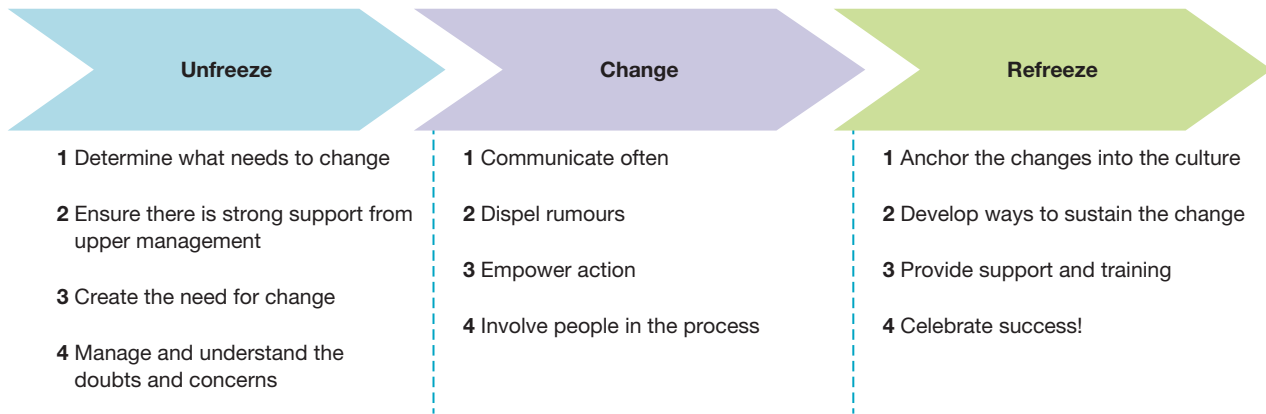 Unfreeze
Change
Refreeze
1 Determine what needs to change
2 Ensure there is strong support from
upper management
3 Create the need for change
4 Manage and understand the
doubts and concerns
1 Communicate often
2 Dispel rumours
3 Empower action
4 Involve people in the process
1 Anchor the changes into the culture
2 Develop ways to sustain the change
3 Provide support and training
4 Celebrate success!